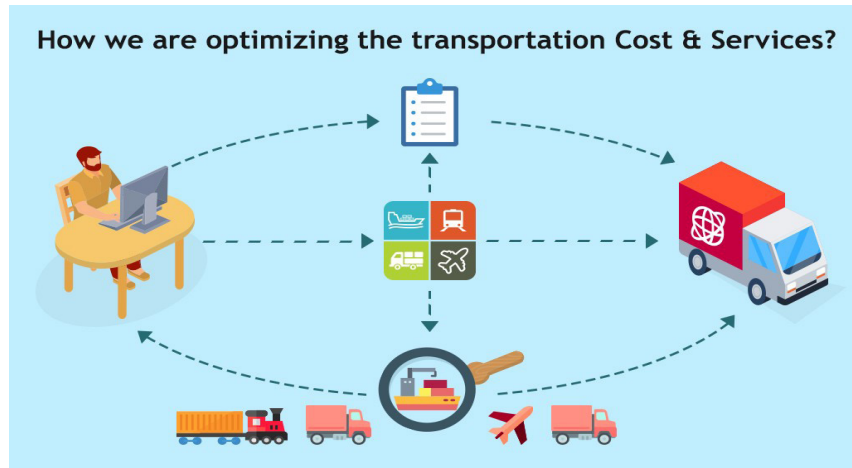 How we are optimizing the transportation Cost & Services?